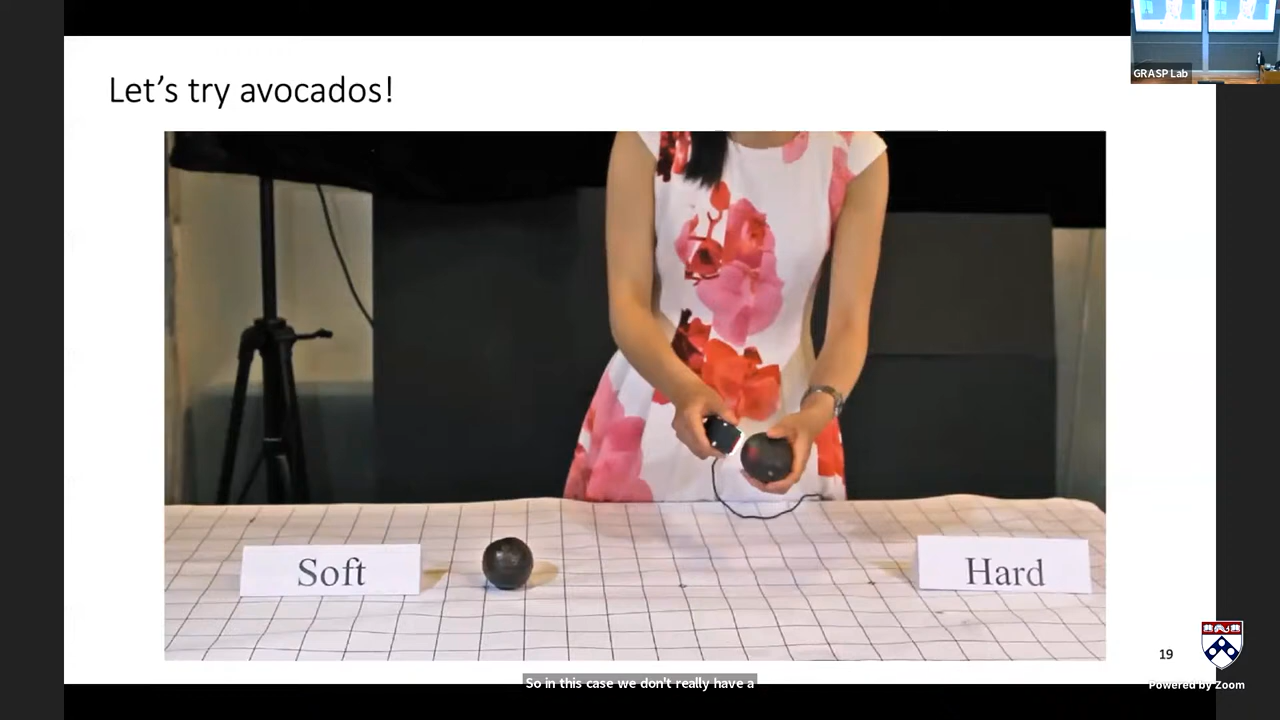 GRASP Lab
Let's try avocados!
Soft
Hard
19
So in this case we don't really have a
Powered by Zoom